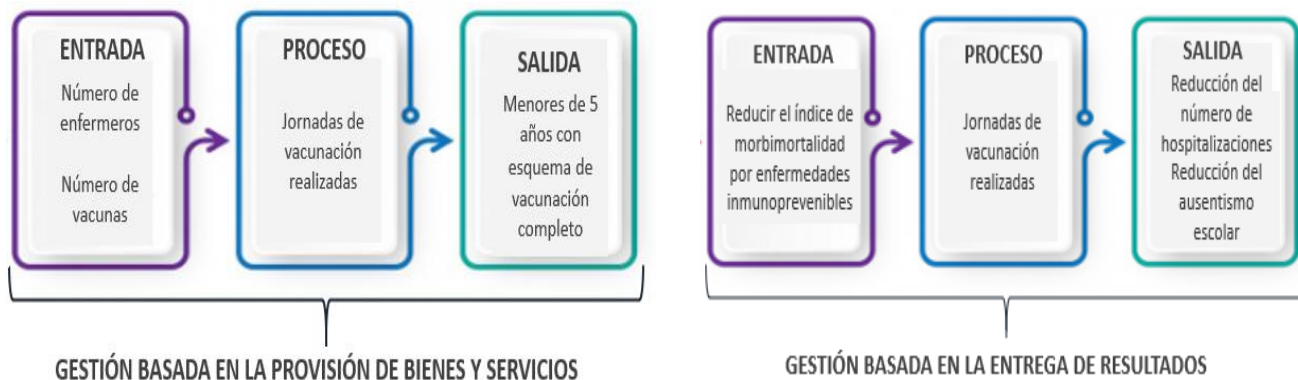 ENTRADA
Número de
enfermeros
Número de
vacunas
PROCESO
Jornadas de
vacunación
realizadas
SALIDA
Menores de 5
años con
esquema de
vacunación
completo
GESTIÓN BASADA EN LA PROVISIÓN DE BIENES Y SERVICIOS
ENTRADA
Reducir el índice de
morbimortalidad
por enfermedades
inmunoprevenibles
PROCESO
Jornadas de
vacunación
realizadas
SALIDA
Reducción del
número de
hospitalizaciones
Reducción del
ausentismo
escolar
GESTIÓN BASADA EN LA ENTREGA DE RESULTADOS